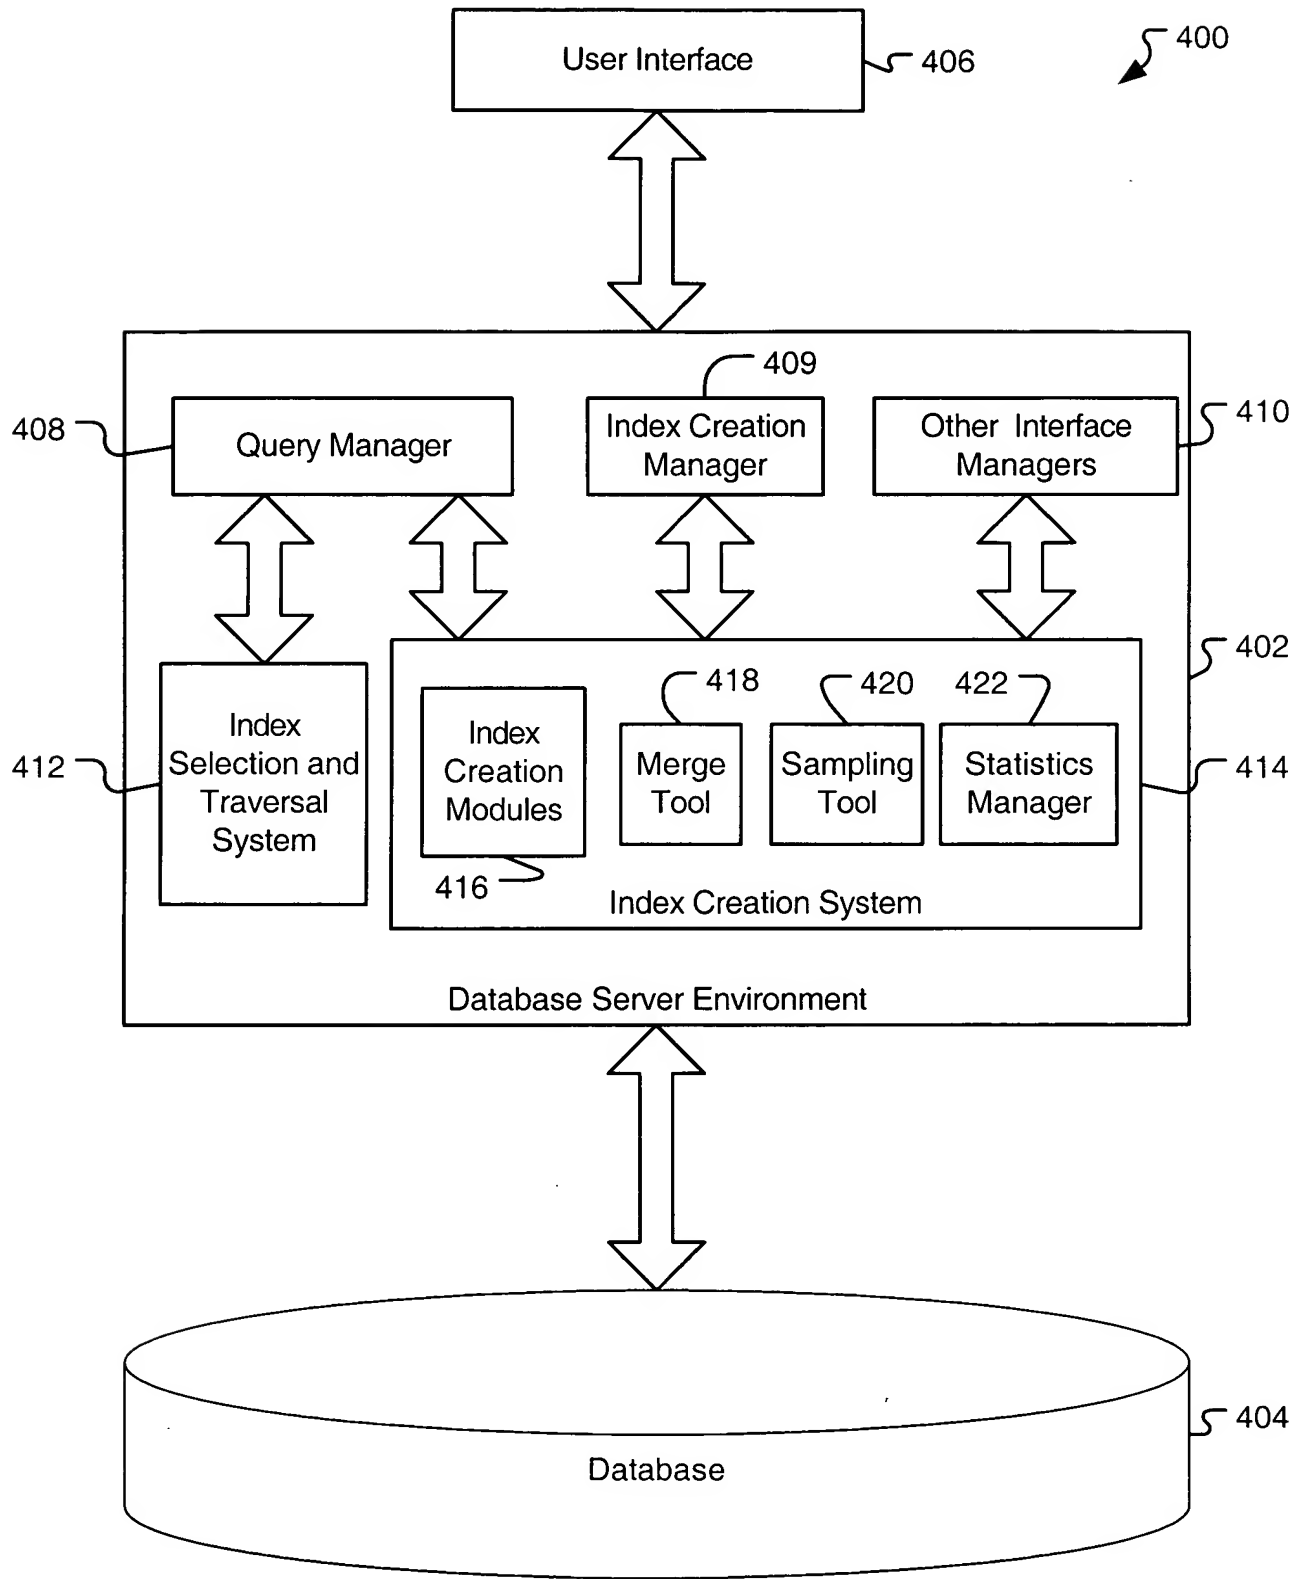 400
User Interface
406
409
408
Query Manager
Index Creation
Manager
Other Interface
Managers
410
402
418
420
422
412
Index
Selection and
Traversal
System
Index
Creation
Modules
Merge
Tool
Sampling
Tool
Statistics
Manager
414
416
Index Creation System
Database Server Environment
404
Database